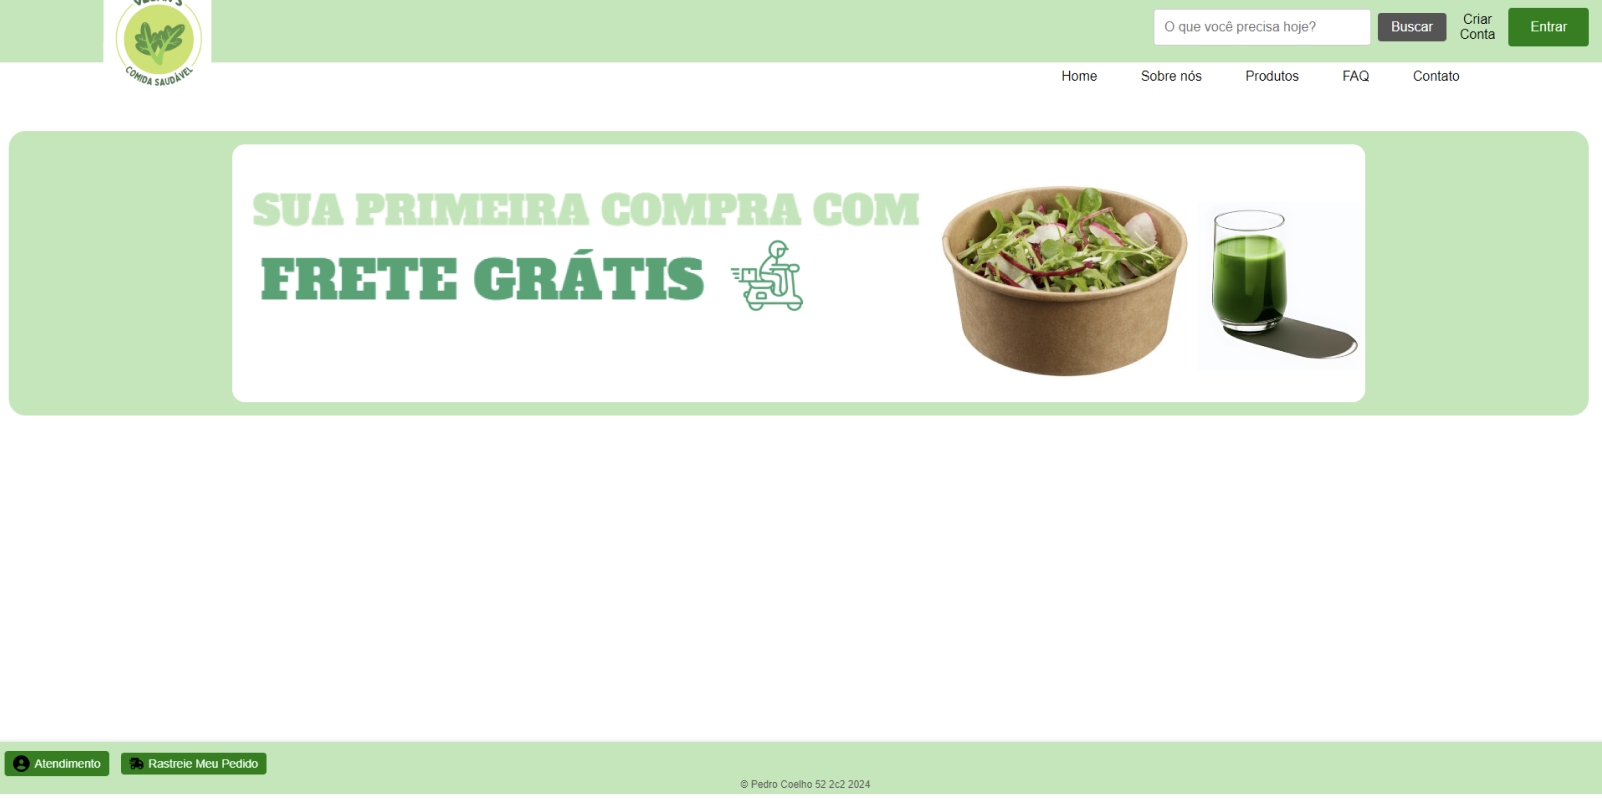 VEGAN'S
COMIDA SAUDÁVEL
O que você precisa hoje?
Buscar
Criar
Conta
Entrar
Home
Sobre nós
Produtos
FAQ
Contato
SUA PRIMEIRA COMPRA COM
FRETE GRÁTIS
Atendimento
Rastreie Meu Pedido
© Pedro Coelho 52 2c2 2024